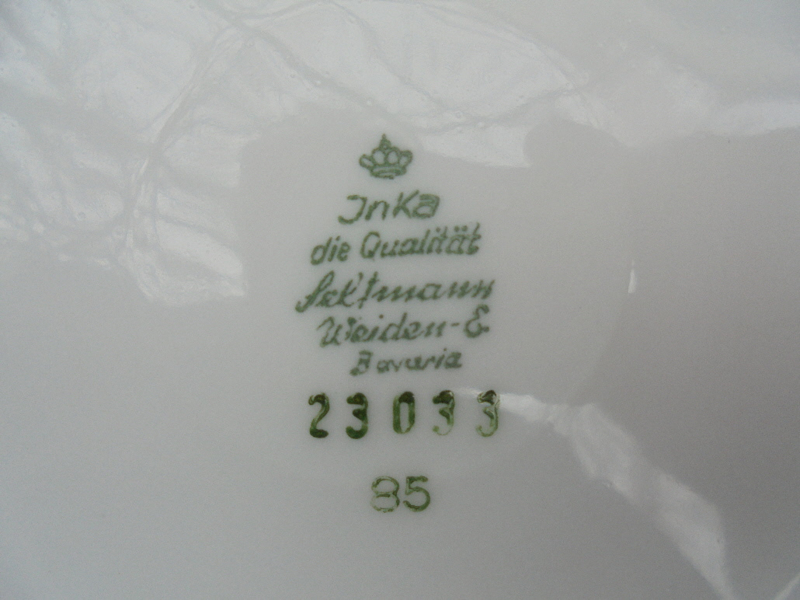 InKa
die Qualität
Seltmann
Weiden-E
Bavaria
23033
85